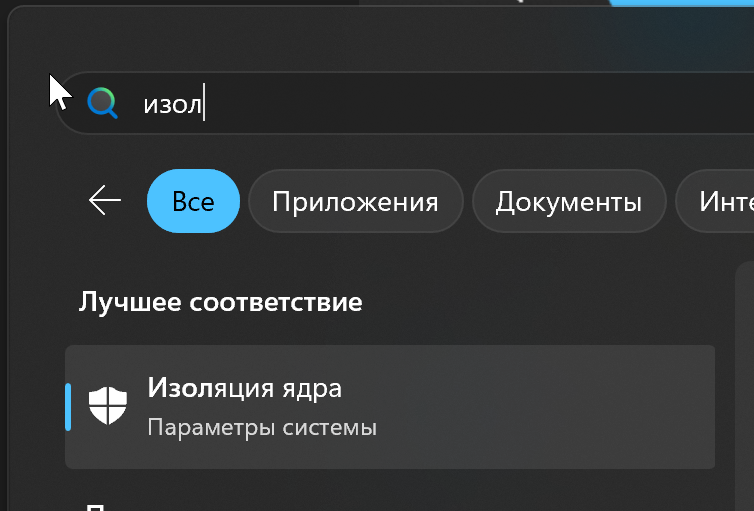 изол
Все Приложения Документы
Лучшее соответствие
Изоляция ядра
Параметры системы